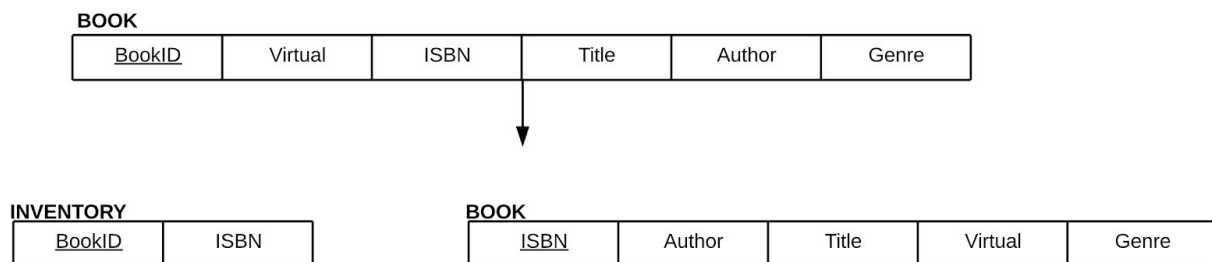 BOOK
BookID Virtual ISBN Title Author Genre
INVENTORY BOOK
BookID ISBN ISBN Author Title Virtual Genre